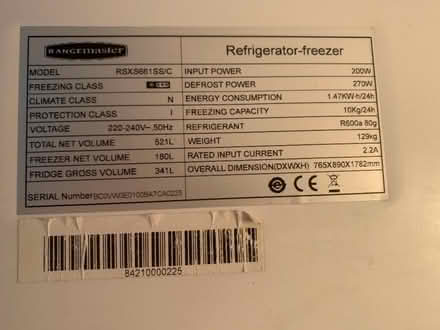 RANGEmasteR
Refrigerator-freezer
MODEL RSXS661SS/C
FREEZING CLASS
CLIMATE CLASS N
PROTECTION CLASS I
VOLTAGE 220-240V~.50Hz
TOTAL NET VOLUME 521L
FREEZER NET VOLUME 180L
FRIDGE GROSS VOLUME 341L
SERIAL Number
INPUT POWER 200W
DEFROST POWER 270W
ENERGY CONSUMPTION 1.47KW·h/24h
FREEZING CAPACITY 10Kg/24h
REFRIGERANT R600a 80g
WEIGHT 129kg
RATED INPUT CURRENT 2.2A
OVERALL DIMENSION(DXWXH) 765X890X1782mm
CE
84210000225